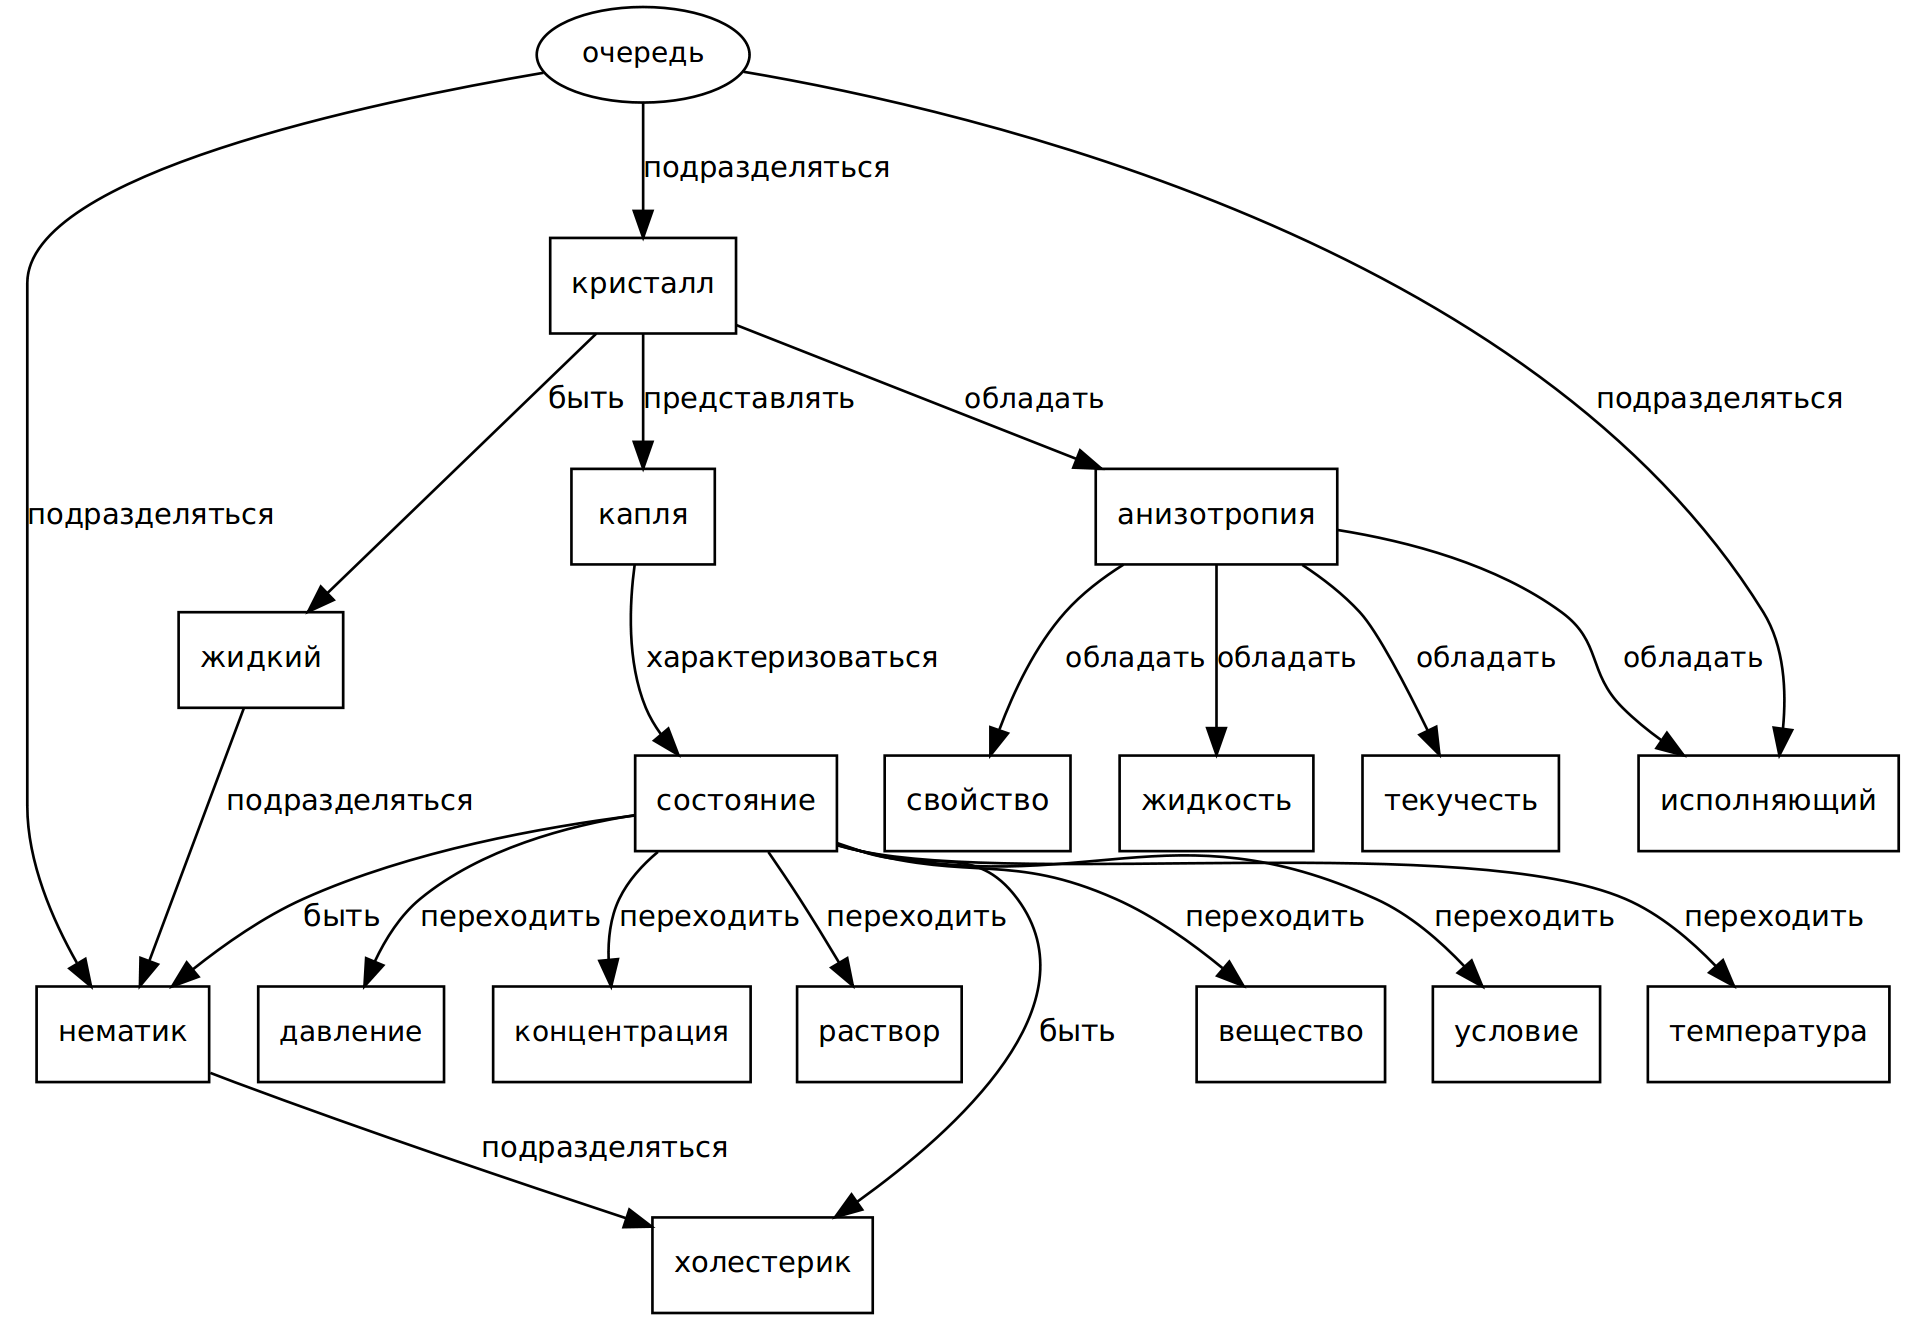 очередь
подразделяться
кристалл
быть
представлять
обладать
подразделяться
подразделяться
капля
анизотропия
жидкий
характеризоваться
обладать
обладать
обладать
обладать
подразделяться
состояние
свойство
жидкость
текучесть
исполняющий
быть
переходить
переходить
переходить
переходить
переходить
переходить
нематик
давление
концентрация
раствор
быть
вещество
условие
температура
подразделяться
холестерик